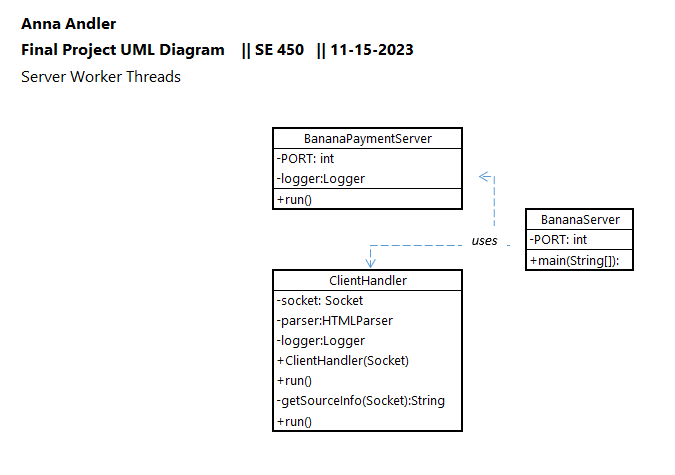 Anna Andler
Final Project UML Diagram || SE 450 || 11-15-2023
Server Worker Threads
BananaPaymentServer
-PORT: int
-logger:Logger
+run()
BananaServer
-PORT: int
+main(String[]):
uses
ClientHandler
-socket: Socket
-parser:HTMLParser
-logger:Logger
+ClientHandler(Socket)
+run()
-getSourceInfo(Socket):String
+run()